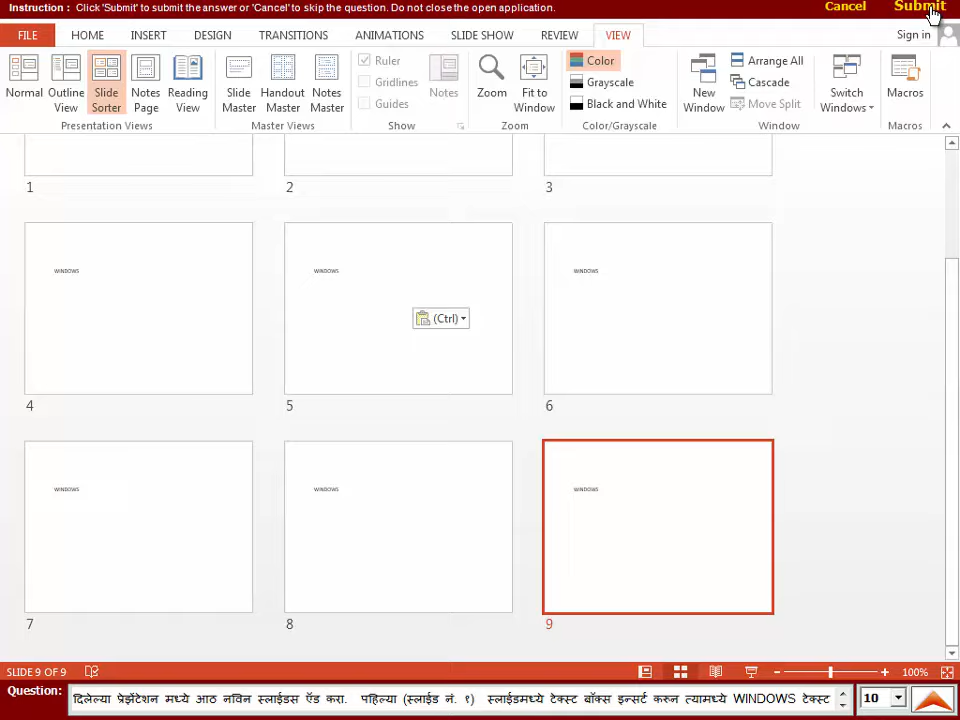 Instruction : Click 'Submit' to submit the answer or 'Cancel' to skip the question. Do not close the open application. Cancel Submit
FILE HOME INSERT DESIGN TRANSITIONS ANIMATIONS SLIDE SHOW REVIEW VIEW Sign in
Normal Outline View Slide Sorter Notes Page Reading View
Presentation Views
Slide Master Handout Master Notes Master
Master Views
Ruler
Gridlines
Guides
Notes
Show
Zoom Fit to Window
Zoom
Color
Grayscale
Black and White
Color/Grayscale
New Window
Arrange All
Cascade
Move Split
Switch Windows
Window
Macros
Macros
1 2 3
WINDOWS WINDOWS WINDOWS
(Ctrl)
4 5 6
WINDOWS WINDOWS WINDOWS
7 8 9
SLIDE 9 OF 9 100%
Question: दिलेल्या प्रेझेंटेशन मध्ये आठ नविन स्लाईडस ऍड करा. पहिल्या (स्लाईड नं. १) स्लाईडमध्ये टेक्स्ट बॉक्स इन्सर्ट करून त्यामध्ये WINDOWS टेक्स्ट 10